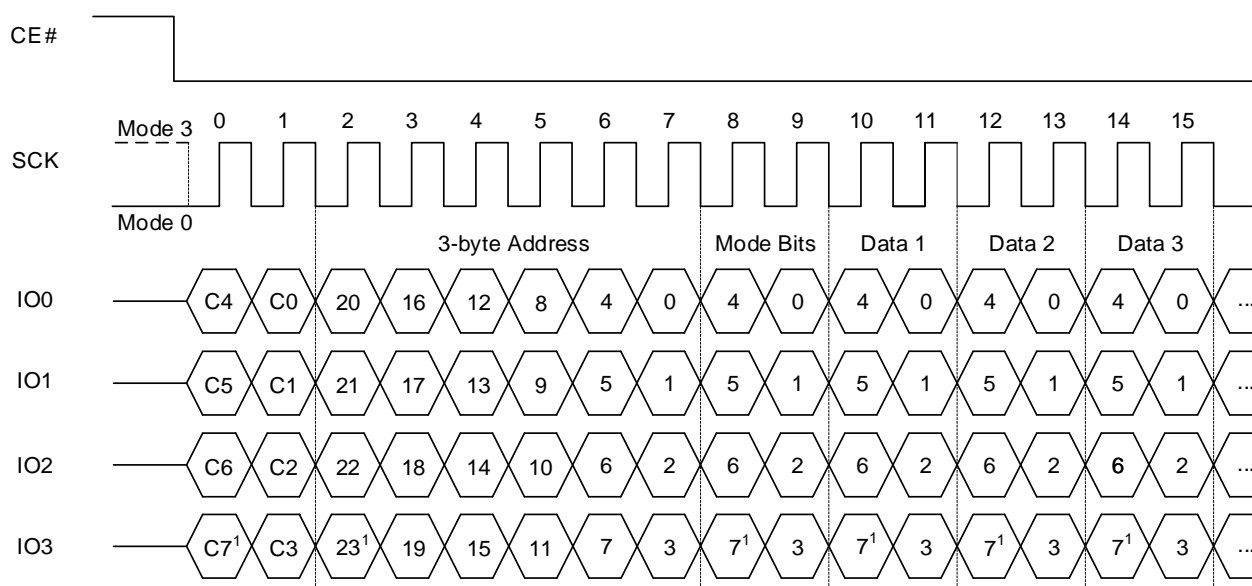 CE#
Mode 3 0 1 2 3 4 5 6 7 8 9 10 11 12 13 14 15
SCK
Mode 0
3-byte Address Mode Bits Data 1 Data 2 Data 3
IO0 C4 C0 20 16 12 8 4 0 4 0 4 0 4 0 4 0 ...
IO1 C5 C1 21 17 13 9 5 1 5 1 5 1 5 1 5 1 ...
IO2 C6 C2 22 18 14 10 6 2 6 2 6 2 6 2 6 2 ...
IO3 C7¹ C3 23¹ 19 15 11 7 3 7¹ 3 7¹ 3 7¹ 3 7¹ 3 ...